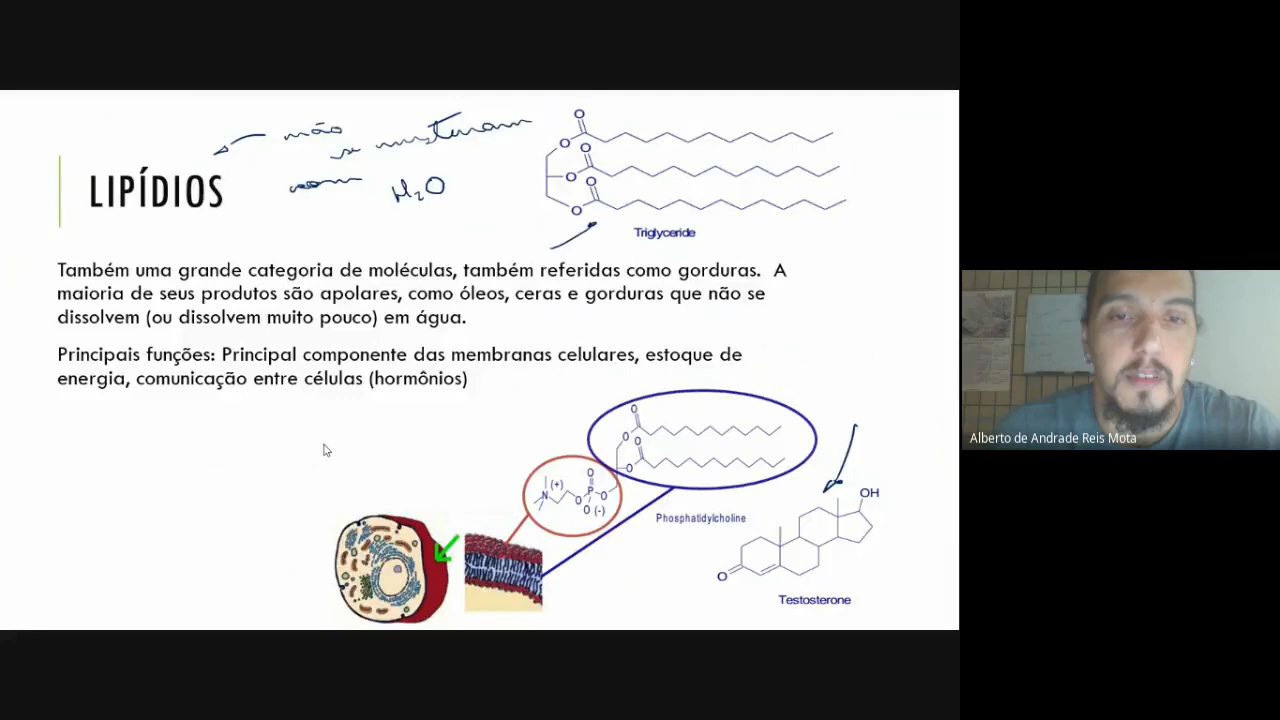 não
se misturam
LIPÍDIOS
com H₂O
O
O
O
O
O
O
Triglyceride
Também uma grande categoria de moléculas, também referidas como gorduras. A
maioria de seus produtos são apolares, como óleos, ceras e gorduras que não se
dissolvem (ou dissolvem muito pouco) em água.
Principais funções: Principal componente das membranas celulares, estoque de
energia, comunicação entre células (hormônios)
O
O
O
O
O
(+)
N
O
P
O
O (-)
Phosphatidylcholine
OH
O
Testosterone
Alberto de Andrade Reis Mota